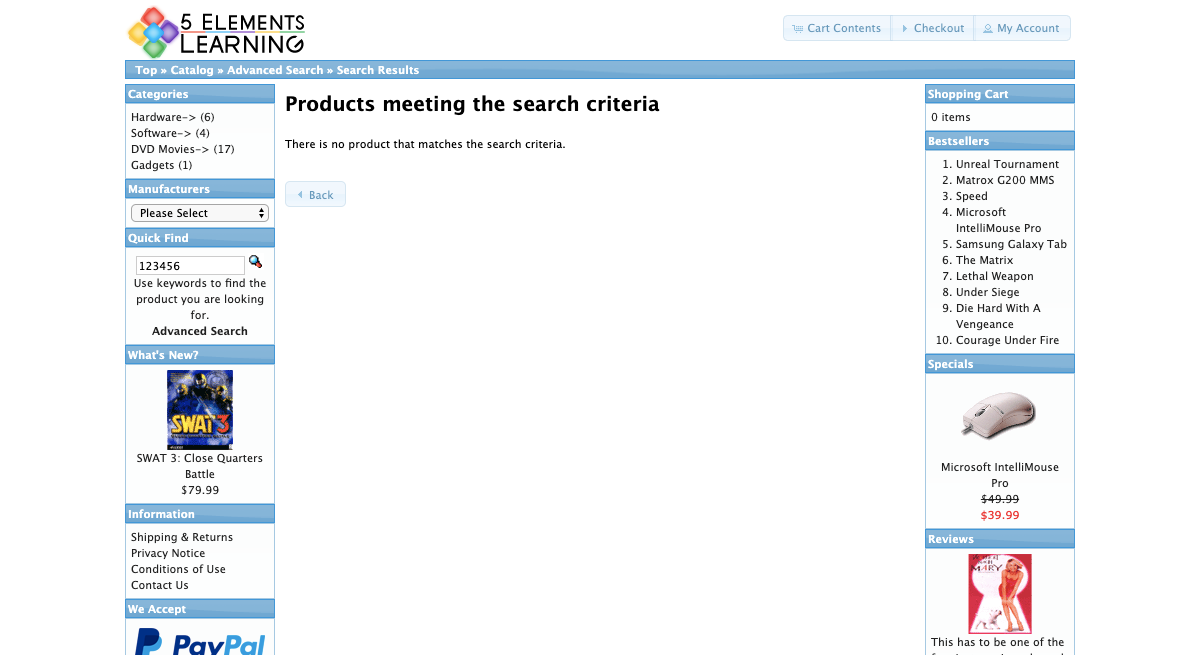 5 ELEMENTS
LEARNING
Cart Contents
Checkout
My Account
Top » Catalog » Advanced Search » Search Results
Categories
Hardware-> (6)
Software-> (4)
DVD Movies-> (17)
Gadgets (1)
Manufacturers
Please Select
Quick Find
123456
Use keywords to find the
product you are looking
for.
Advanced Search
What's New?
SWAT 3
SWAT 3: Close Quarters
Battle
$79.99
Information
Shipping & Returns
Privacy Notice
Conditions of Use
Contact Us
We Accept
PayPal
Products meeting the search criteria
There is no product that matches the search criteria.
Back
Shopping Cart
0 items
Bestsellers
1. Unreal Tournament
2. Matrox G200 MMS
3. Speed
4. Microsoft
IntelliMouse Pro
5. Samsung Galaxy Tab
6. The Matrix
7. Lethal Weapon
8. Under Siege
9. Die Hard With A
Vengeance
10. Courage Under Fire
Specials
Microsoft IntelliMouse
Pro
$49.99
$39.99
Reviews
MARY
This has to be one of the